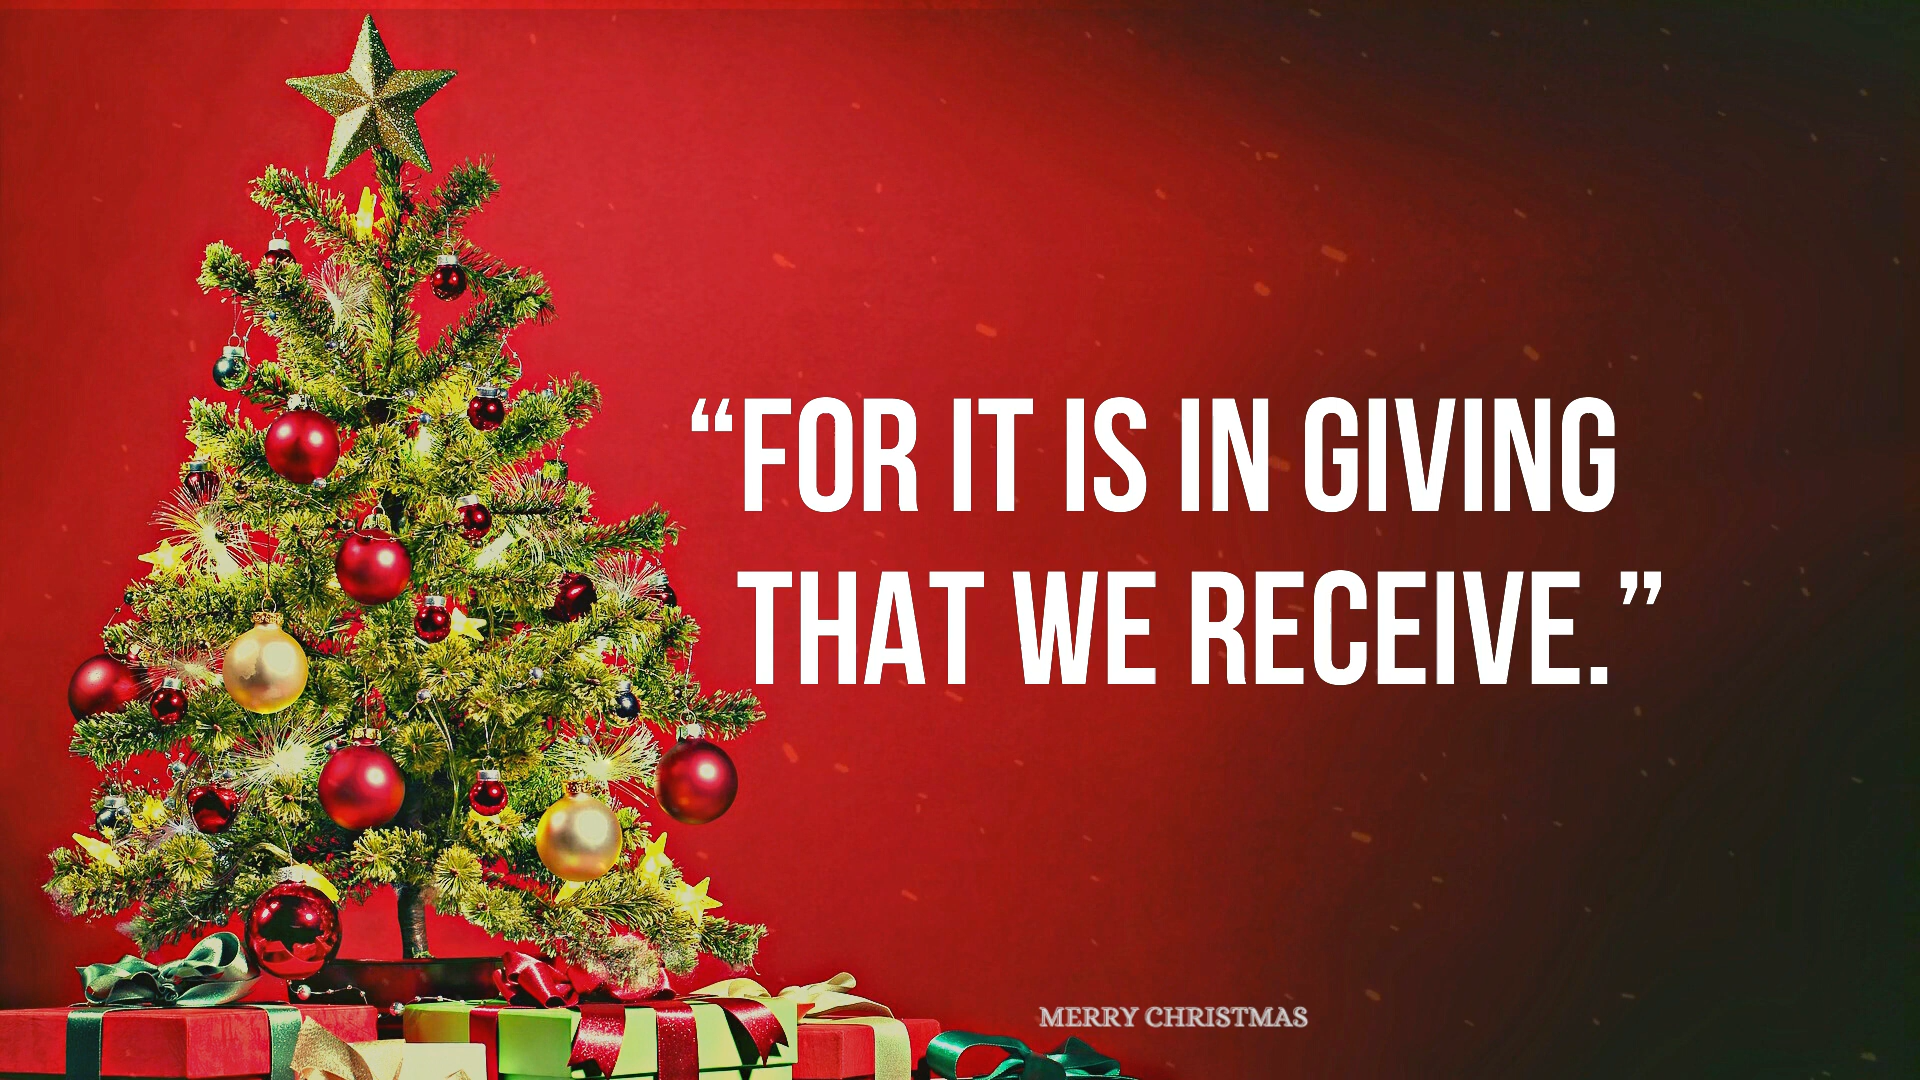 “FOR IT IS IN GIVING
THAT WE RECEIVE.”
MERRY CHRISTMAS